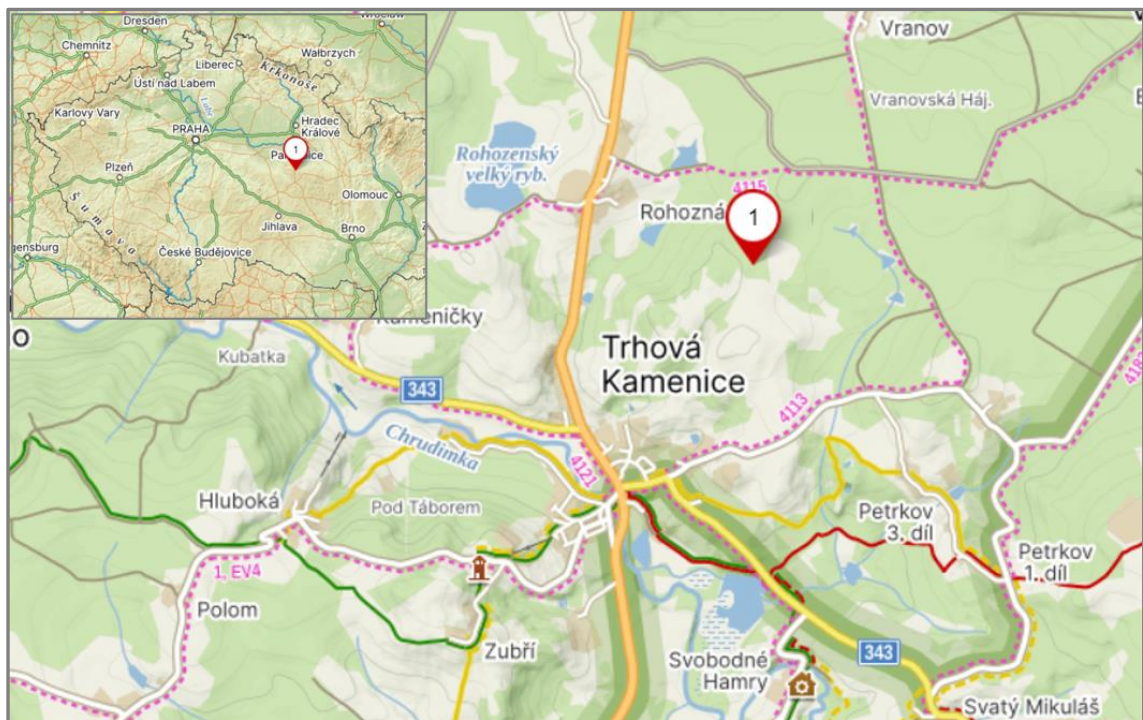 Dresden
Wrocław
Chemnitz
Liberec
Wałbrzych
Krkonoše
Ústí nad Labem
Labe
Karlovy Vary
Hradec
Králové
PRAHA
1
Plzeň
Olomouc
Šumava
Jihlava
Brno
České Budějovice
Vranov
Vranovská Háj.
Rohozenský
velký ryb.
4115
Rohozná
1
Kameničky
Kubatka
Trhová
Kamenice
343
4113
Chrudimka
4121
Hluboká
Pod Táborem
Petrkov
3. díl
Petrkov
1. díl
1, EV4
Polom
Zubří
Svobodné
Hamry
343
Svatý Mikuláš